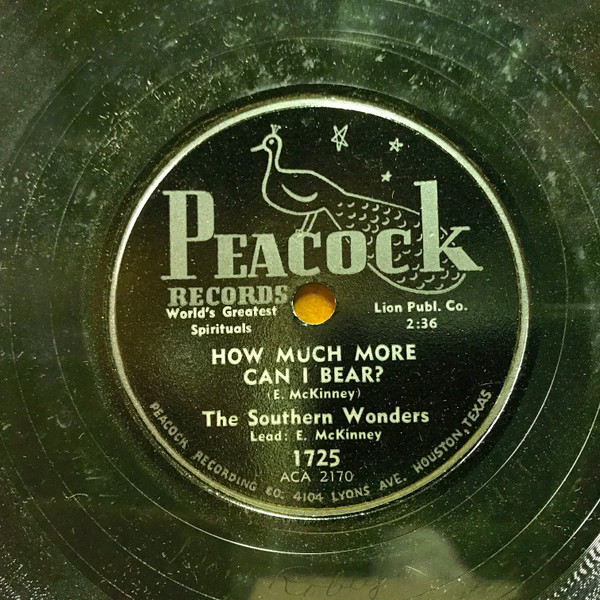 PEACOCK
RECORDS
World's Greatest
Spirituals
Lion Publ. Co.
2:36
HOW MUCH MORE
CAN I BEAR?
(E. McKinney)
The Southern Wonders
Lead: E. McKinney
1725
ACA 2170
PEACOCK RECORDING CO. 4104 LYONS AVE. HOUSTON, TEXAS